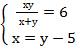 { xy/(x+y) = 6
x = y − 5